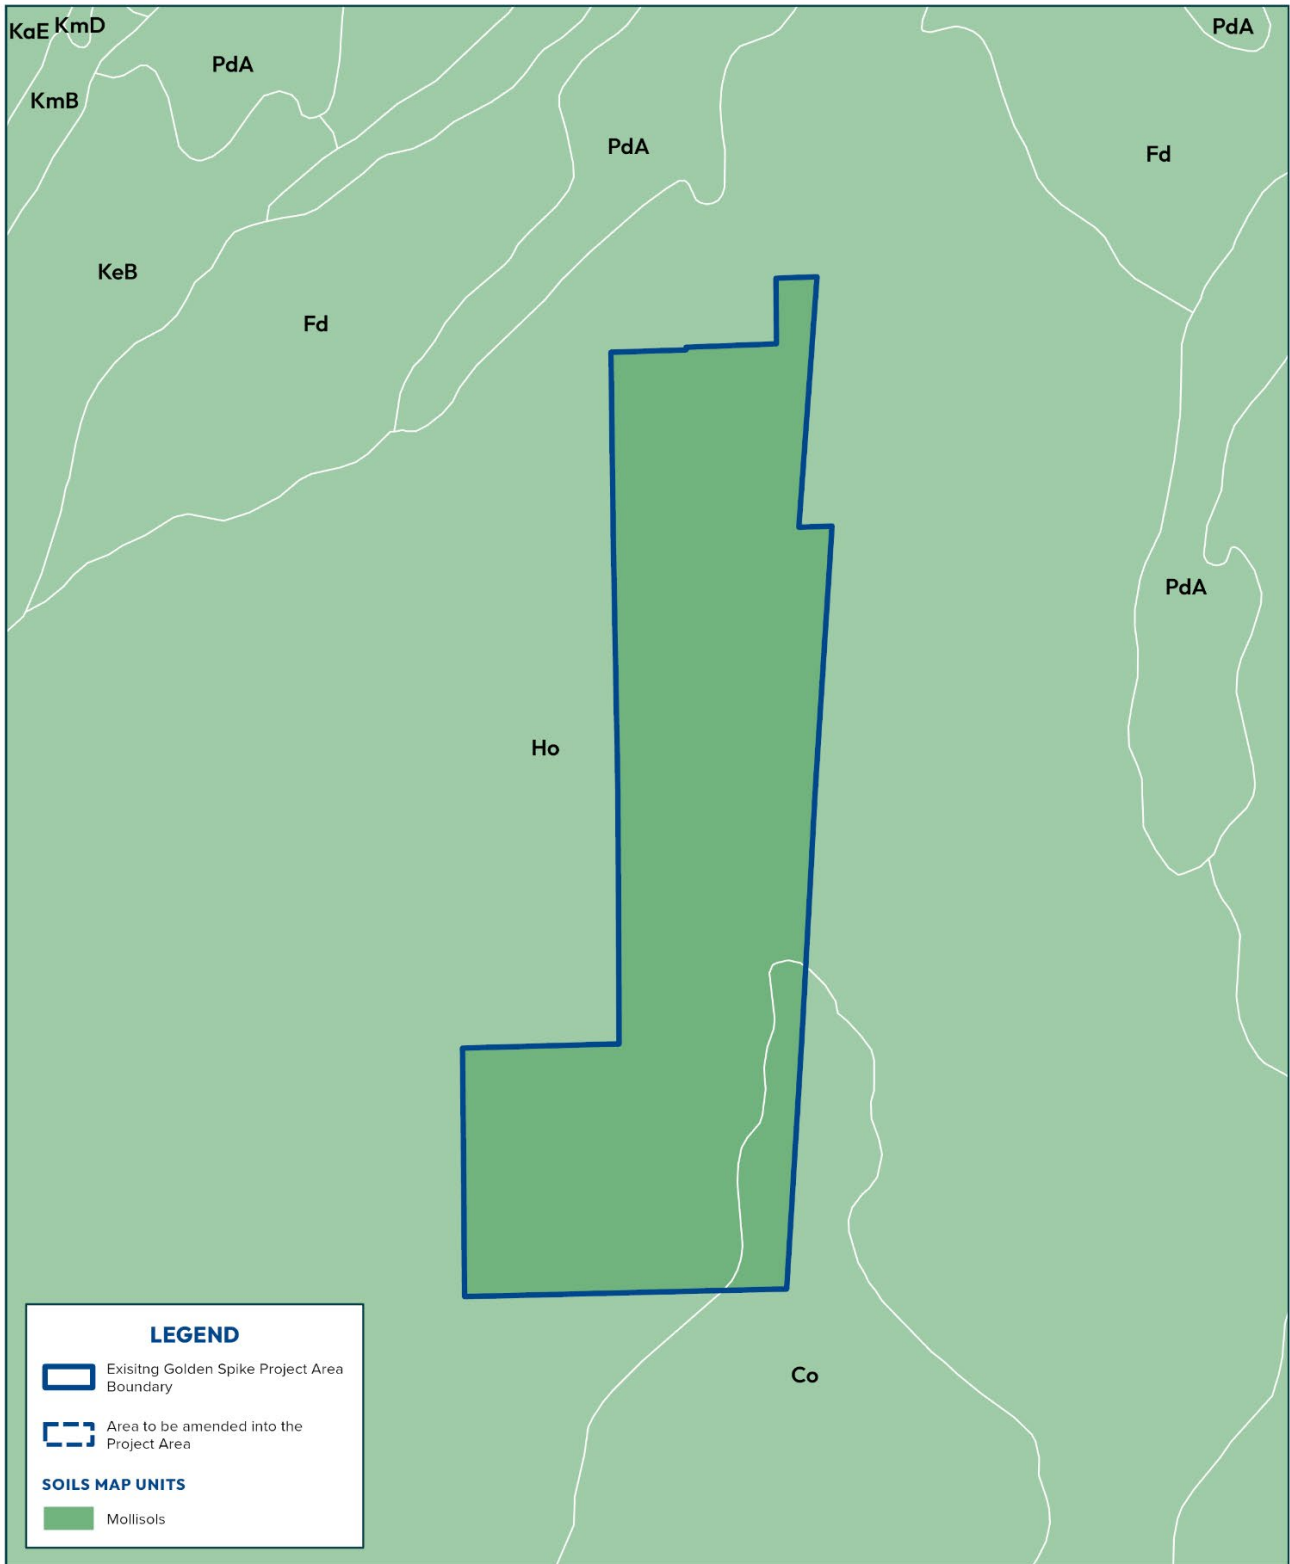 KaE KmD
PdA
PdA
KmB
PdA
Fd
KeB
Fd
PdA
Ho
Co
LEGEND
Exisitng Golden Spike Project Area
Boundary
Area to be amended into the
Project Area
SOILS MAP UNITS
Mollisols